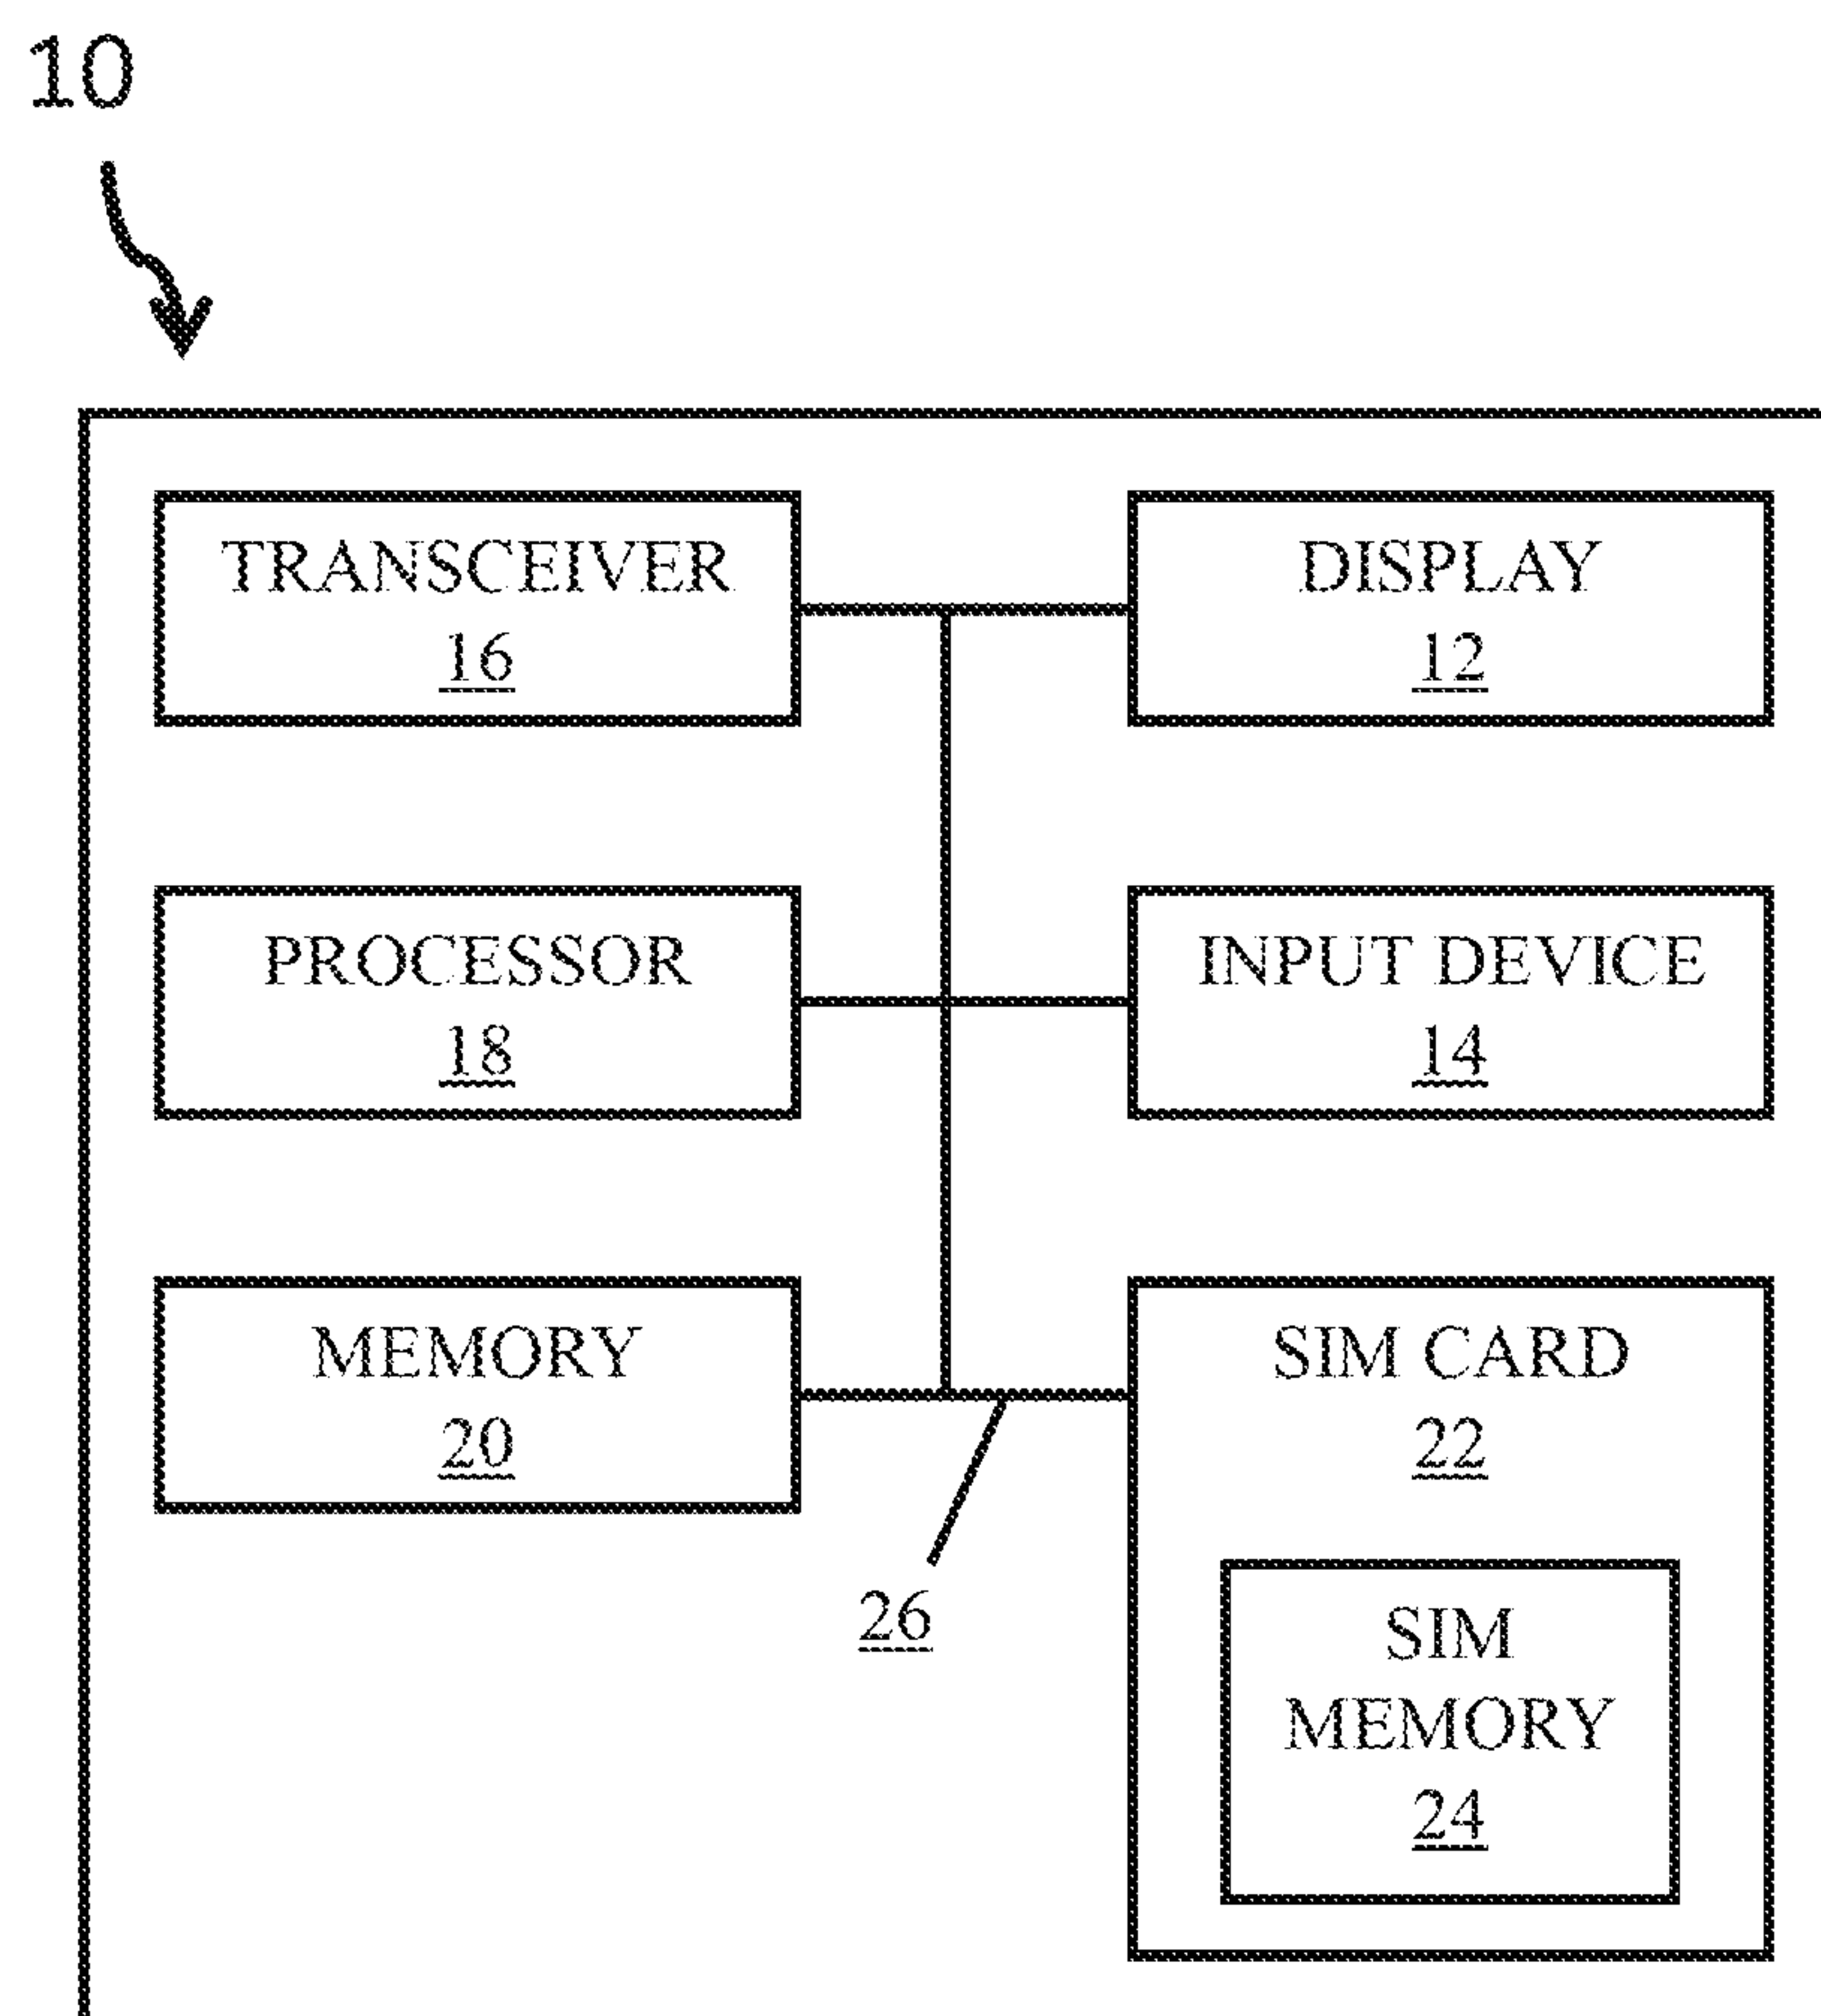 10
TRANSCEIVER
16
DISPLAY
12
PROCESSOR
18
INPUT DEVICE
14
MEMORY
20
SIM CARD
22
26
SIM
MEMORY
24